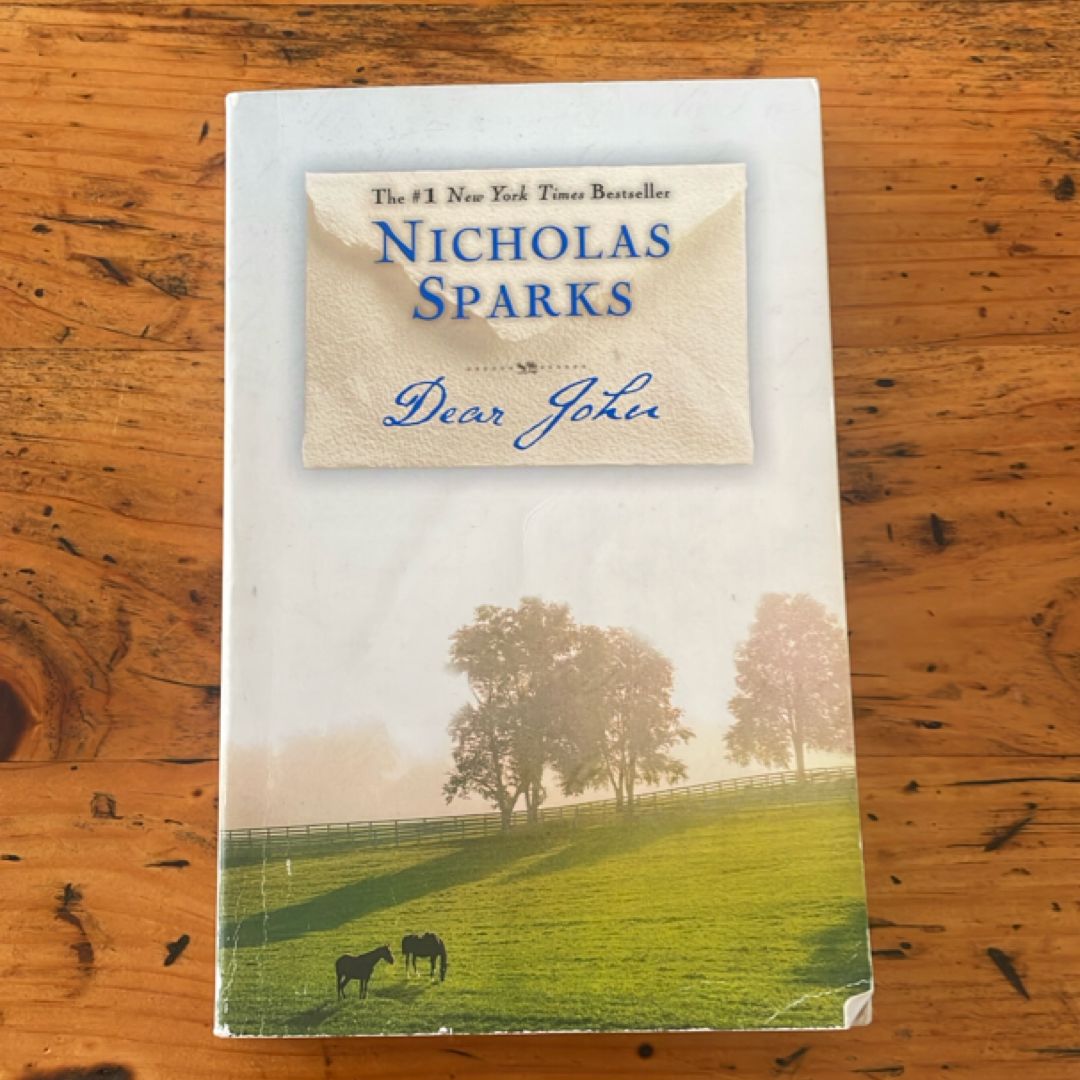 The #1 New York Times Bestseller
NICHOLAS
SPARKS
Dear John